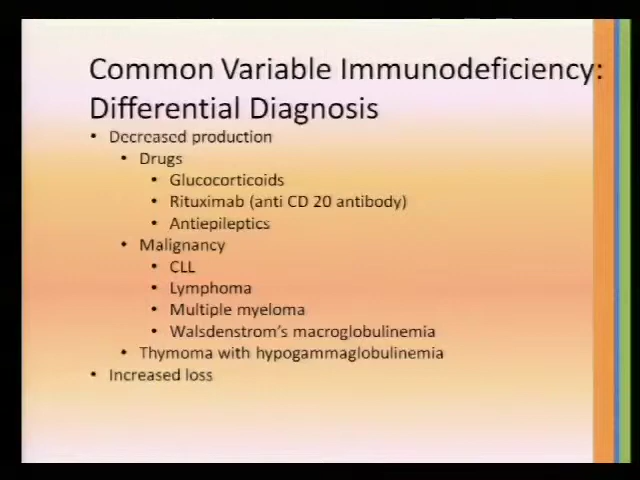 Common Variable Immunodeficiency:
Differential Diagnosis
• Decreased production
• Drugs
• Glucocorticoids
• Rituximab (anti CD 20 antibody)
• Antiepileptics
• Malignancy
• CLL
• Lymphoma
• Multiple myeloma
• Walsdenstrom's macroglobulinemia
• Thymoma with hypogammaglobulinemia
• Increased loss